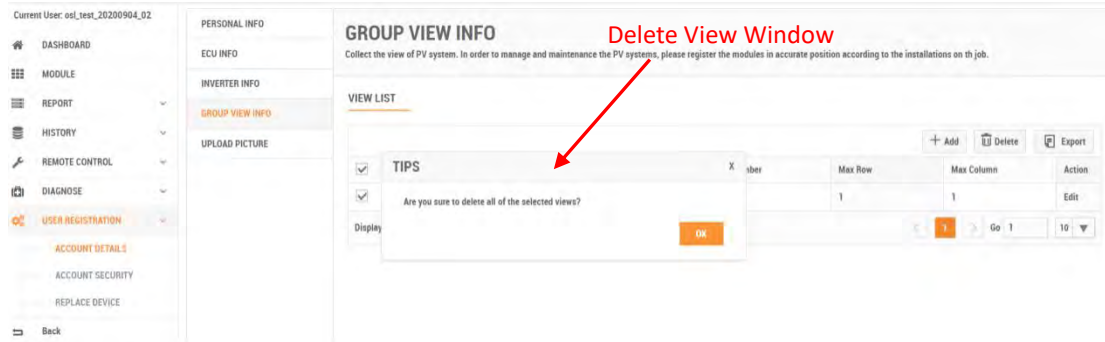 Current User: osl_test_20200904_02
DASHBOARD
MODULE
REPORT
HISTORY
REMOTE CONTROL
DIAGNOSE
USER REGISTRATION
ACCOUNT DETAILS
ACCOUNT SECURITY
REPLACE DEVICE
Back
PERSONAL INFO
ECU INFO
INVERTER INFO
GROUP VIEW INFO
UPLOAD PICTURE
GROUP VIEW INFO
Delete View Window
Collect the view of PV system. In order to manage and maintenance the PV systems, please register the modules in accurate position according to the installations on th job.
VIEW LIST
Add Delete Export
Max Row Max Column Action
1 1 Edit
Display
1 Go 1 10
TIPS X
Are you sure to delete all of the selected views?
OK